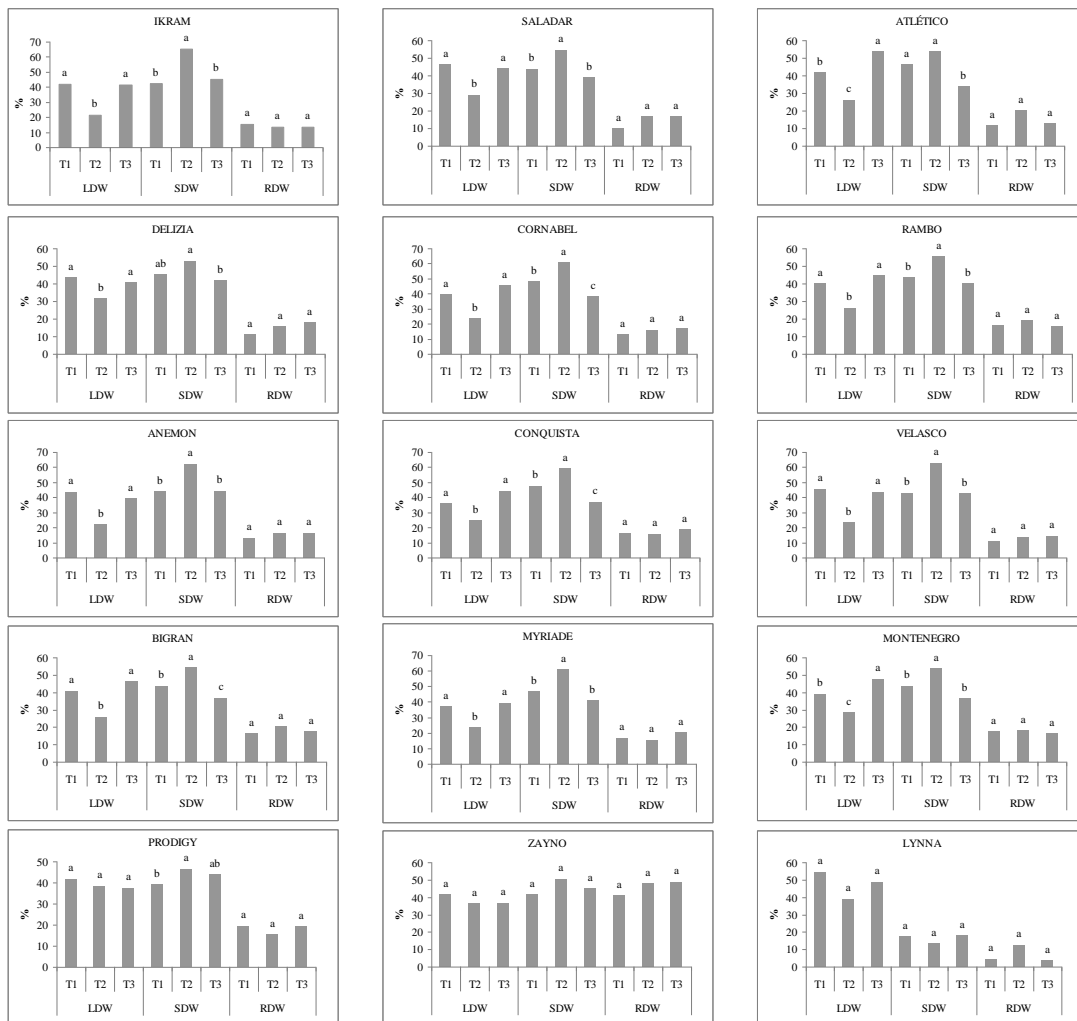 IKRAM
70
60
50
40
30
20
10
0
%
a b a b a b a a a
T1 T2 T3 T1 T2 T3 T1 T2 T3
LDW SDW RDW
SALADAR
60
50
40
30
20
10
0
%
a b a b a b a a a
T1 T2 T3 T1 T2 T3 T1 T2 T3
LDW SDW RDW
ATLÉTICO
60
50
40
30
20
10
0
%
b c a a a b a a a
T1 T2 T3 T1 T2 T3 T1 T2 T3
LDW SDW RDW
DELIZIA
60
50
40
30
20
10
0
%
a b a ab a b a a a
T1 T2 T3 T1 T2 T3 T1 T2 T3
LDW SDW RDW
CORNABEL
70
60
50
40
30
20
10
0
%
a b a b a c a a a
T1 T2 T3 T1 T2 T3 T1 T2 T3
LDW SDW RDW
RAMBO
60
50
40
30
20
10
0
%
a b a b a b a a a
T1 T2 T3 T1 T2 T3 T1 T2 T3
LDW SDW RDW
ANEMON
70
60
50
40
30
20
10
0
%
a b a b a b a a a
T1 T2 T3 T1 T2 T3 T1 T2 T3
LDW SDW RDW
CONQUISTA
70
60
50
40
30
20
10
0
%
a b a b a c a a a
T1 T2 T3 T1 T2 T3 T1 T2 T3
LDW SDW RDW
VELASCO
70
60
50
40
30
20
10
0
%
a b a b a b a a a
T1 T2 T3 T1 T2 T3 T1 T2 T3
LDW SDW RDW
BIGRAN
60
50
40
30
20
10
0
%
a b a b a c a a a
T1 T2 T3 T1 T2 T3 T1 T2 T3
LDW SDW RDW
MYRIADE
70
60
50
40
30
20
10
0
%
a b a b a b a a a
T1 T2 T3 T1 T2 T3 T1 T2 T3
LDW SDW RDW
MONTENEGRO
60
50
40
30
20
10
0
%
b c a b a b a a a
T1 T2 T3 T1 T2 T3 T1 T2 T3
LDW SDW RDW
PRODIGY
50
40
30
20
10
0
%
a a a b a ab a a a
T1 T2 T3 T1 T2 T3 T1 T2 T3
LDW SDW RDW
ZAYNO
60
50
40
30
20
10
0
%
a a a a a a a a a
T1 T2 T3 T1 T2 T3 T1 T2 T3
LDW SDW RDW
LYNNA
60
50
40
30
20
10
0
%
a a a a a a a a a
T1 T2 T3 T1 T2 T3 T1 T2 T3
LDW SDW RDW